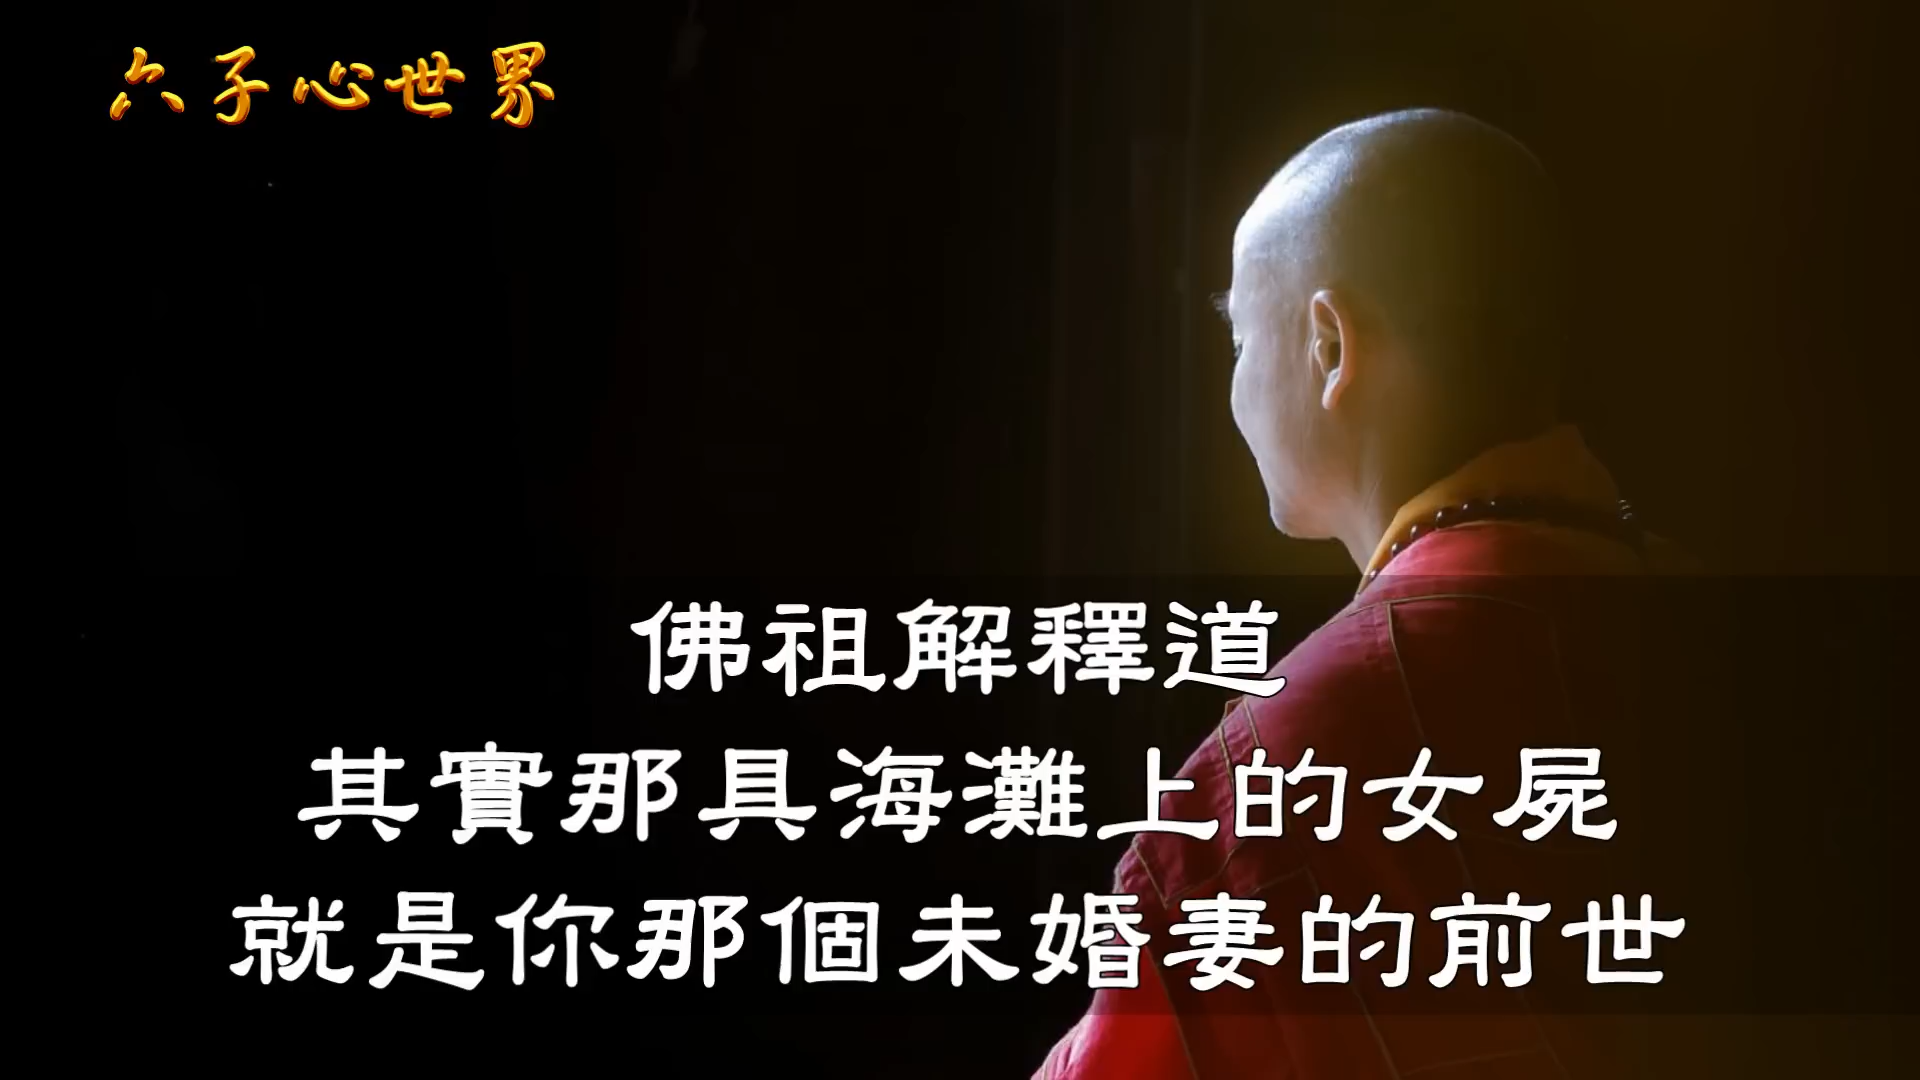 六子心世界
佛祖解釋道
其實那具海灘上的女屍
就是你那個未婚妻的前世